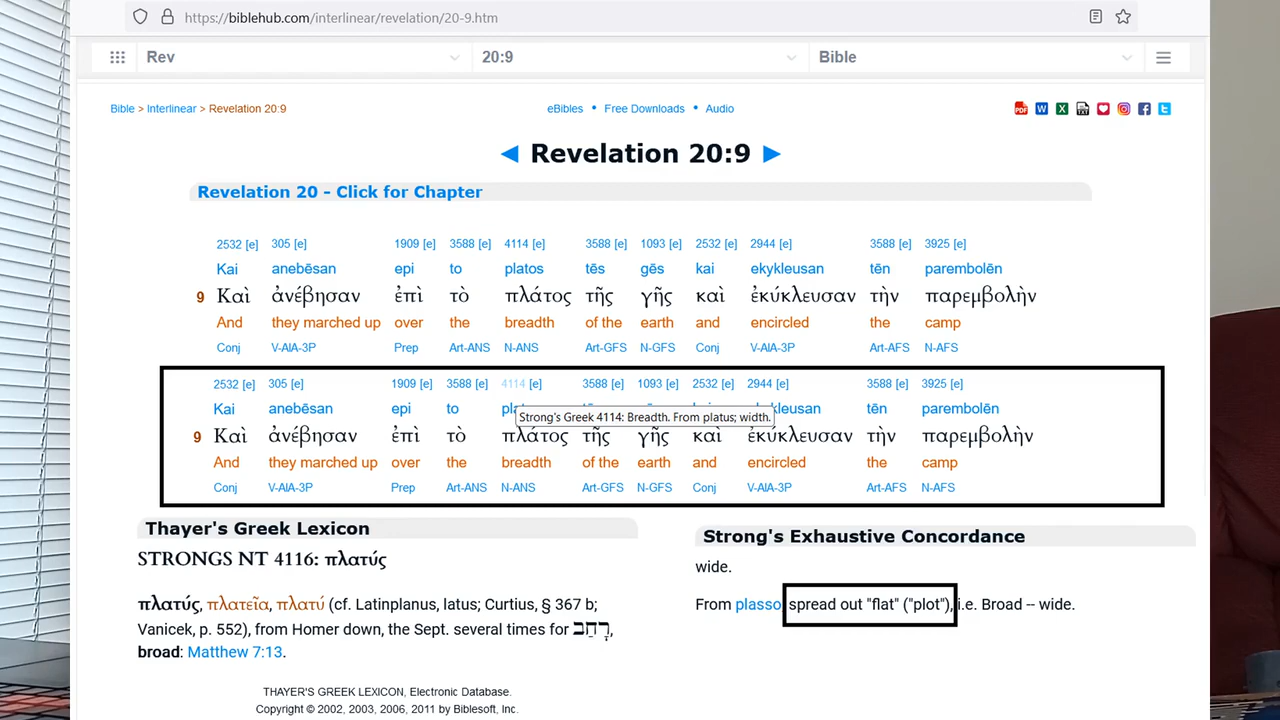 https://biblehub.com/interlinear/revelation/20-9.htm
Rev 20:9 Bible
Bible > Interlinear > Revelation 20:9 eBibles • Free Downloads • Audio PDF W X TXT
◄ Revelation 20:9 ►
Revelation 20 - Click for Chapter
2532 [e] 305 [e] 1909 [e] 3588 [e] 4114 [e] 3588 [e] 1093 [e] 2532 [e] 2944 [e] 3588 [e] 3925 [e]
Kai anebēsan epi to platos tēs gēs kai ekykleusan tēn parembolēn
9 Καὶ ἀνέβησαν ἐπὶ τὸ πλάτος τῆς γῆς καὶ ἐκύκλευσαν τὴν παρεμβολὴν
And they marched up over the breadth of the earth and encircled the camp
Conj V-AIA-3P Prep Art-ANS N-ANS Art-GFS N-GFS Conj V-AIA-3P Art-AFS N-AFS
2532 [e] 305 [e] 1909 [e] 3588 [e] 4114 [e] 3588 [e] 1093 [e] 2532 [e] 2944 [e] 3588 [e] 3925 [e]
Kai anebēsan epi to tēn parembolēn
Strong's Greek 4114: Breadth. From platus; width.
9 Καὶ ἀνέβησαν ἐπὶ τὸ πλάτος τῆς γῆς καὶ ἐκύκλευσαν τὴν παρεμβολὴν
And they marched up over the breadth of the earth and encircled the camp
Conj V-AIA-3P Prep Art-ANS N-ANS Art-GFS N-GFS Conj V-AIA-3P Art-AFS N-AFS
Thayer's Greek Lexicon
STRONGS NT 4116: πλατύς
πλατύς, πλατεῖα, πλατύ (cf. Latinplanus, latus; Curtius, § 367 b;
Vanicek, p. 552), from Homer down, the Sept. several times for רָחָב,
broad: Matthew 7:13.
THAYER'S GREEK LEXICON, Electronic Database.
Copyright © 2002, 2003, 2006, 2011 by Biblesoft, Inc.
Strong's Exhaustive Concordance
wide.
From plasso spread out "flat" ("plot"), i.e. Broad -- wide.